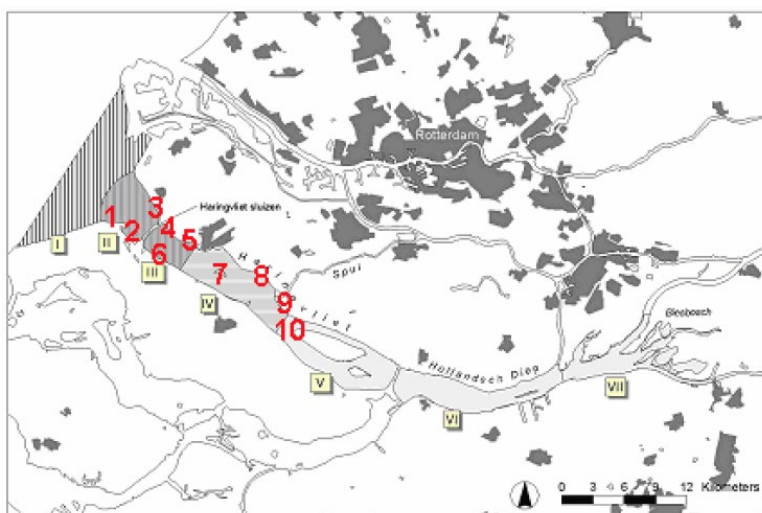 Rotterdam
3
Haringvliet sluizen
1
4
2
5
I
II
6
III
Haringvliet
7
8
Spui
IV
9
Biesbosch
10
Hollandsch Diep
V
VII
VI
0 3 6 9 12 Kilometers